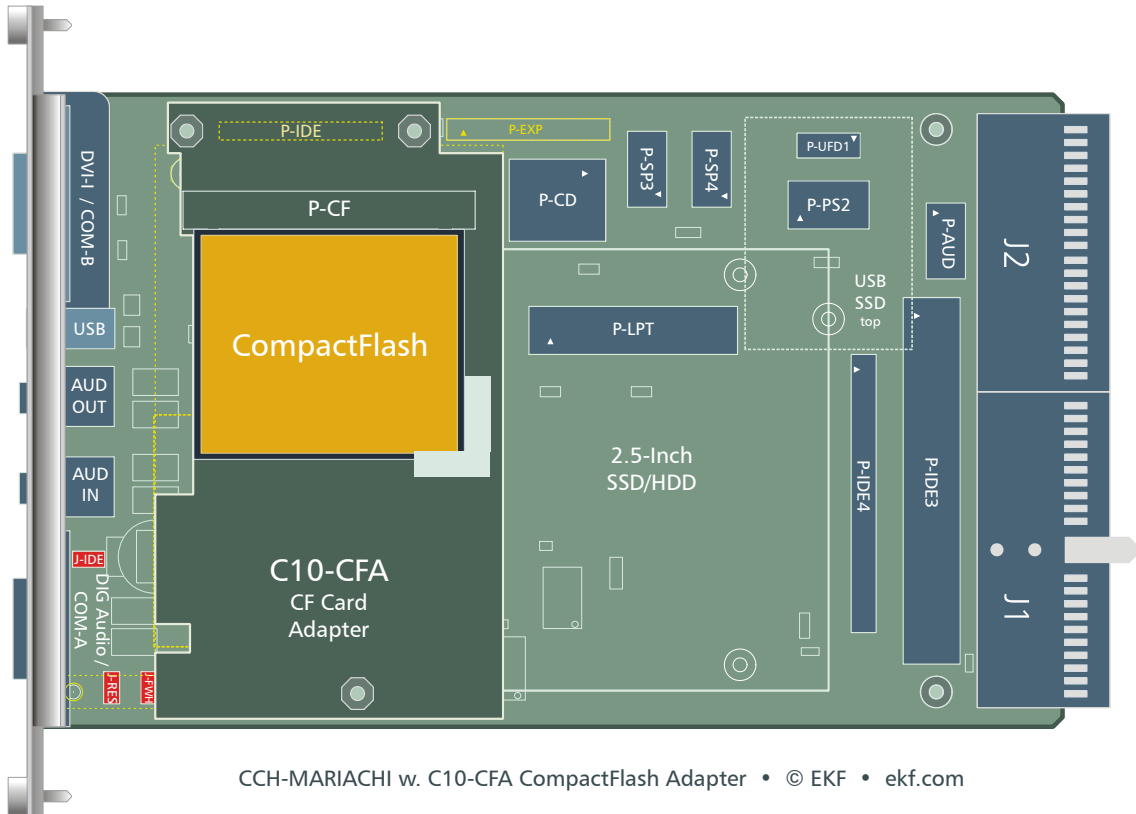 P-IDE
P-EXP
P-UFD1
P-SP3
P-SP4
P-CD
P-PS2
P-CF
P-AUD
J2
DVI-I / COM-B
USB
SSD
top
USB
P-LPT
CompactFlash
AUD
OUT
2.5-Inch
SSD/HDD
AUD
IN
P-IDE4
P-IDE3
J-IDE
C10-CFA
CF Card
Adapter
DIG Audio /
COM-A
J1
J-RES
J-FWH
CCH-MARIACHI w. C10-CFA CompactFlash Adapter • © EKF • ekf.com